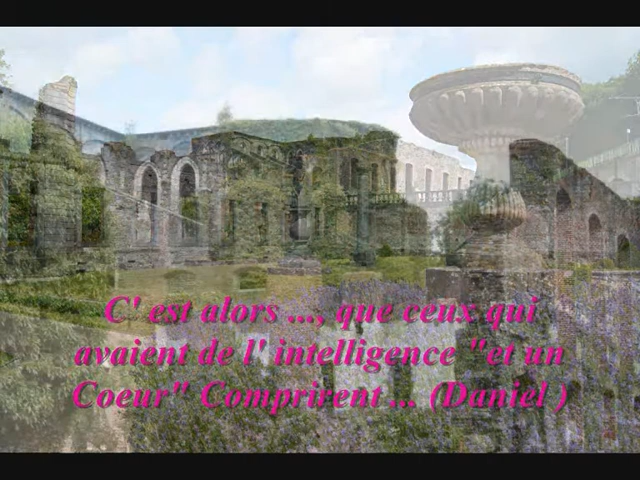 C' est alors ..., que ceux qui
avaient de l' intelligence "et un
Coeur" Comprirent ... (Daniel )